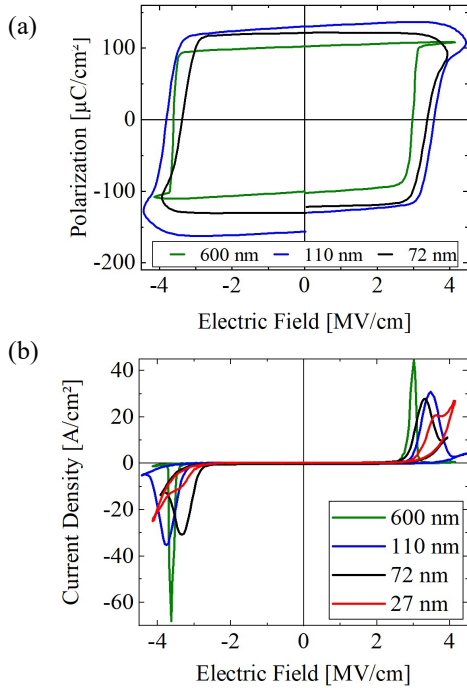 (a)
100
0
-100
-200
Polarization [µC/cm²]
600 nm 110 nm 72 nm
-4 -2 0 2 4
Electric Field [MV/cm]
(b)
40
20
0
-20
-40
-60
Current Density [A/cm²]
600 nm
110 nm
72 nm
27 nm
-4 -2 0 2 4
Electric Field [MV/cm]